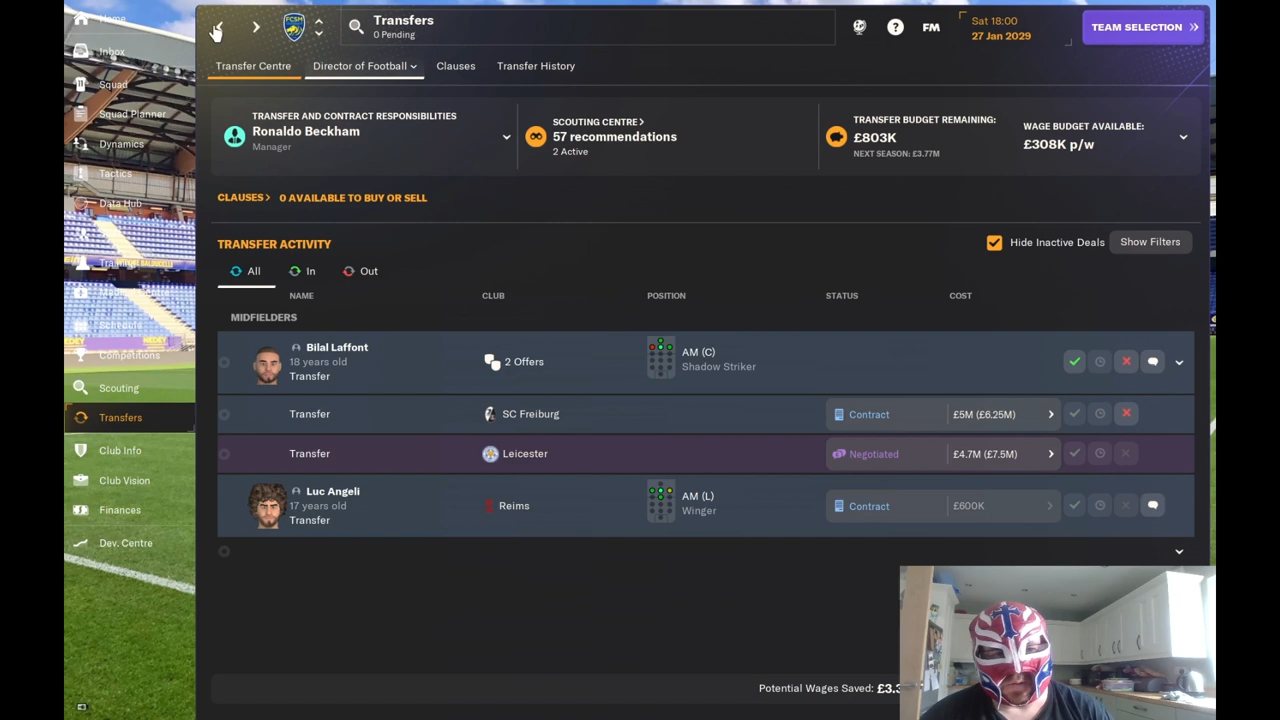 Home
Inbox
Squad
Squad Planner
Dynamics
Tactics
Data Hub
Schedule
Competitions
Scouting
Transfers
Club Info
Club Vision
Finances
Dev. Centre
FCSM
Transfers
0 Pending
FM
Sat 18:00
27 Jan 2029
TEAM SELECTION
Transfer Centre
Director of Football
Clauses
Transfer History
TRANSFER AND CONTRACT RESPONSIBILITIES
Ronaldo Beckham
Manager
SCOUTING CENTRE >
57 recommendations
2 Active
TRANSFER BUDGET REMAINING:
£803K
NEXT SEASON: £3.77M
WAGE BUDGET AVAILABLE:
£308K p/w
CLAUSES > 0 AVAILABLE TO BUY OR SELL
TRANSFER ACTIVITY
Hide Inactive Deals
Show Filters
All In Out
NAME CLUB POSITION STATUS COST
MIDFIELDERS
Bilal Laffont
18 years old
Transfer
2 Offers
AM (C)
Shadow Striker
Transfer SC Freiburg Contract £5M (£6.25M)
Transfer Leicester Negotiated £4.7M (£7.5M)
Luc Angeli
17 years old
Transfer
Reims
AM (L)
Winger
Contract £600K
Potential Wages Saved: